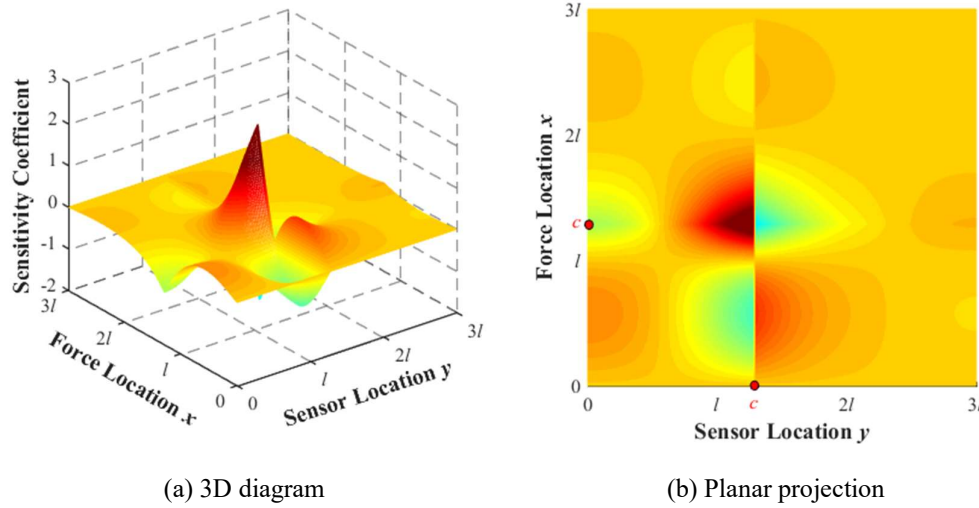 3
2
1
0
-1
-2
Sensitivity Coefficient
3l
2l
l
0
Force Location x
0
l
2l
3l
Sensor Location y
(a) 3D diagram
3l
2l
c
l
0
Force Location x
0
l
c
2l
3l
Sensor Location y
(b) Planar projection